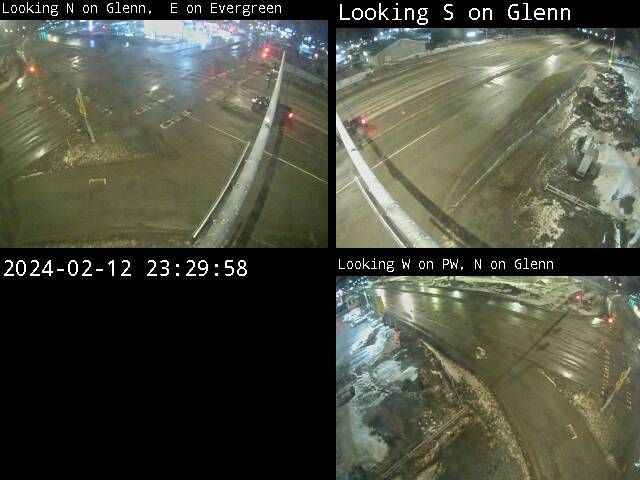 Looking N on Glenn,  E on Evergreen
Looking S on Glenn
2024-02-12 23:29:58
Looking W on PW, N on Glenn